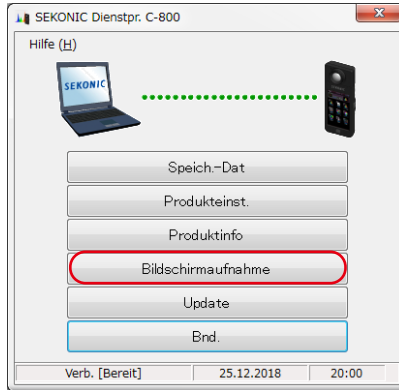 SEKONIC Dienstpr. C-800
Hilfe (H)
SEKONIC
Speich.-Dat
Produkteinst.
Produktinfo
Bildschirmaufnahme
Update
Bnd.
Verb. [Bereit] 25.12.2018 20:00